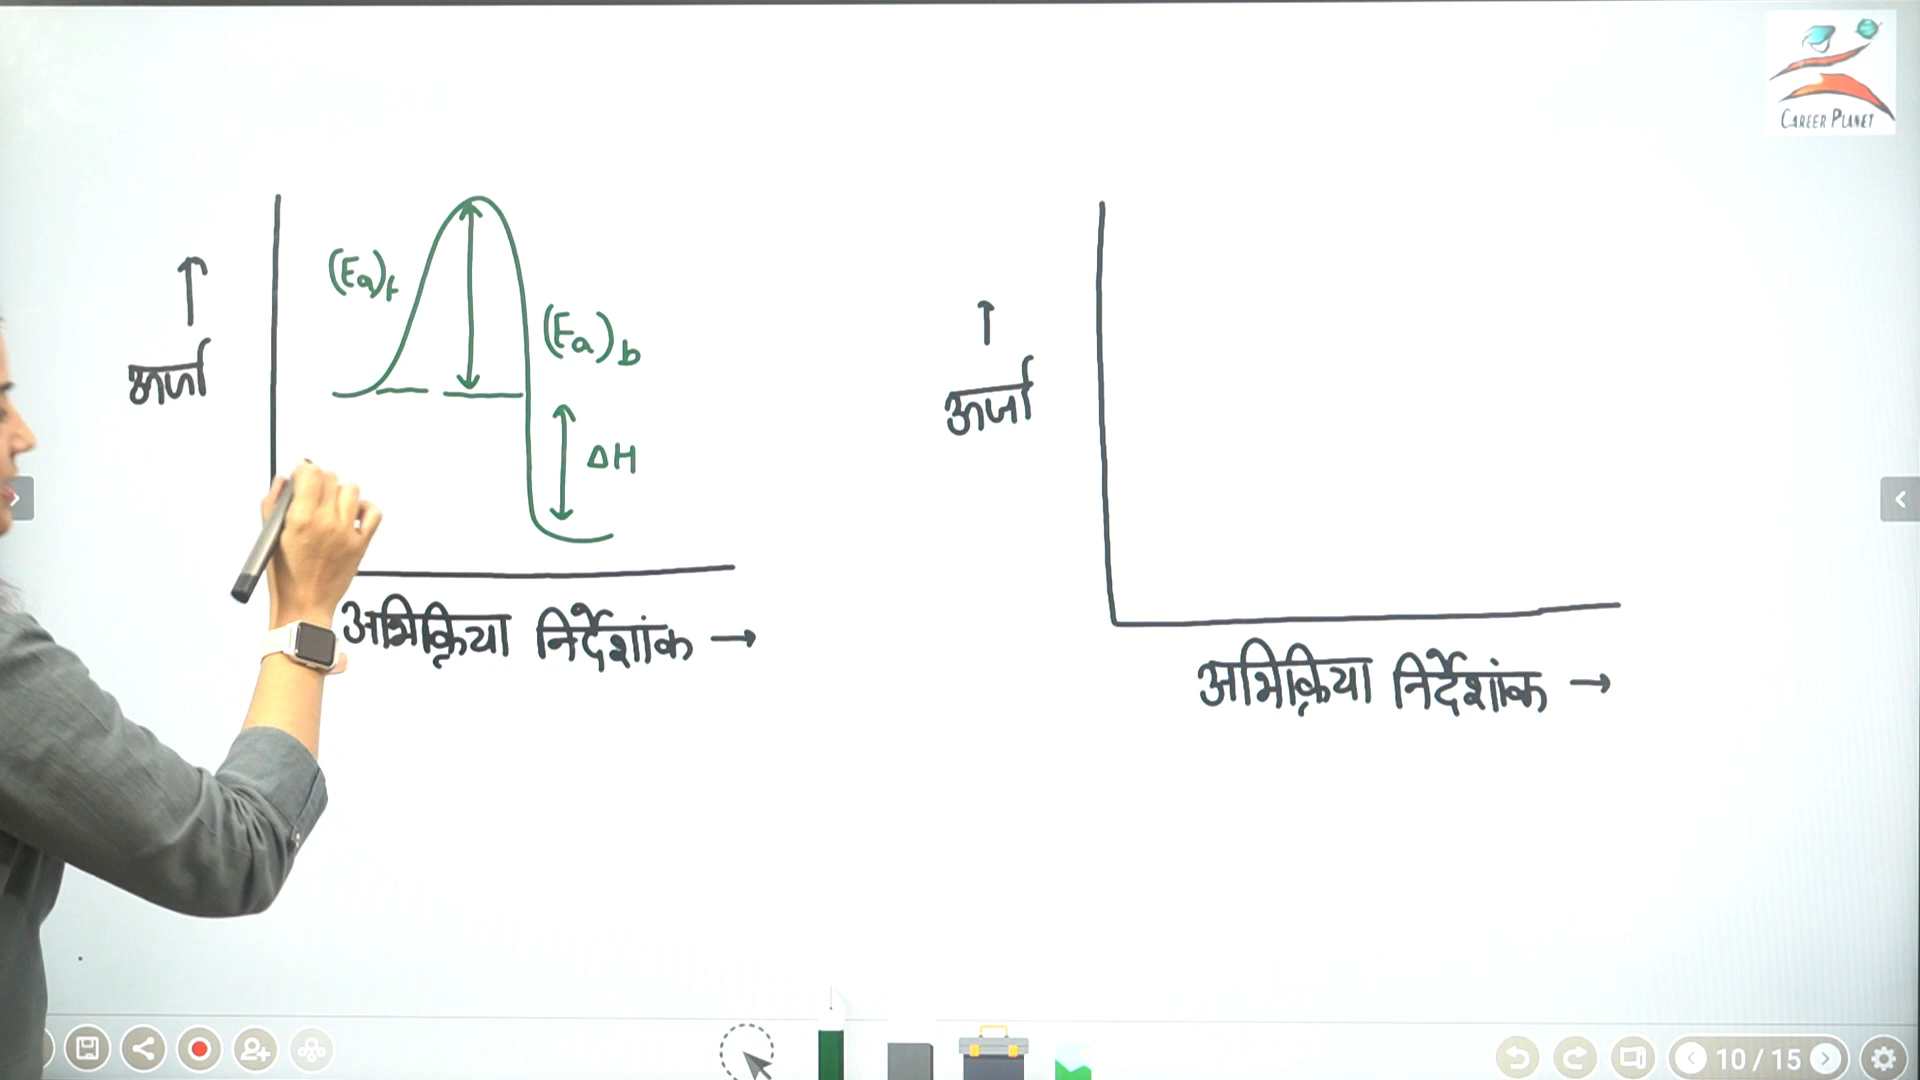 CAREER PLANET
(Ea)f
(Ea)b
ऊर्जा
ΔH
अभिक्रिया निर्देशांक →
ऊर्जा
अभिक्रिया निर्देशांक →
10 / 15